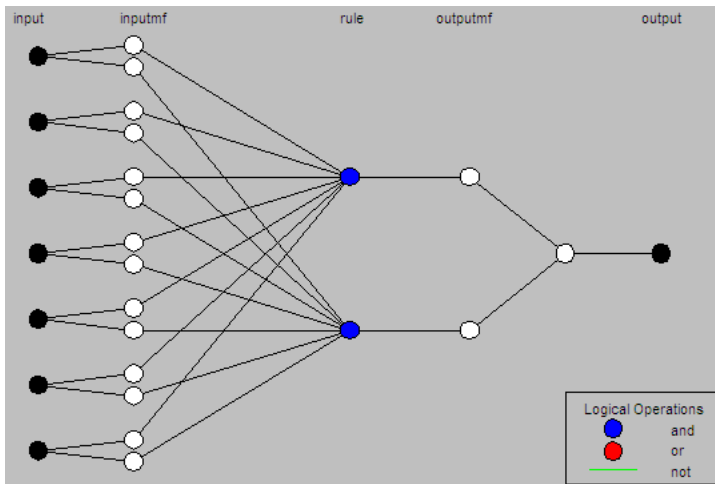 input inputmf rule outputmf output
Logical Operations
and
or
not